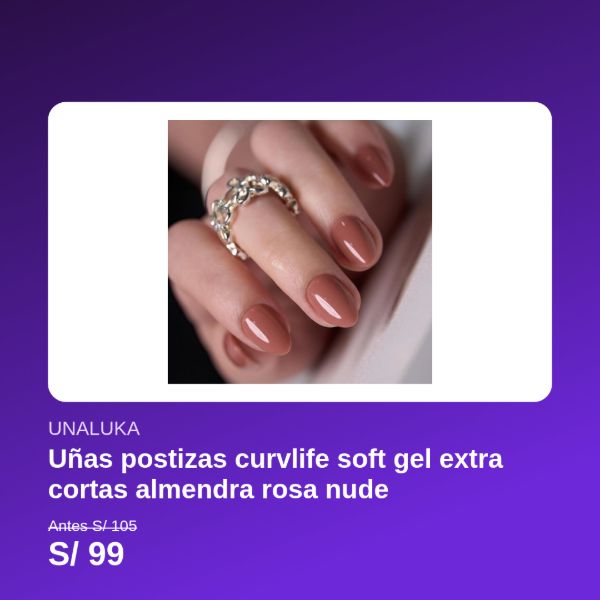 UNALUKA
Uñas postizas curvlife soft gel extra
cortas almendra rosa nude
Antes S/ 105
S/ 99